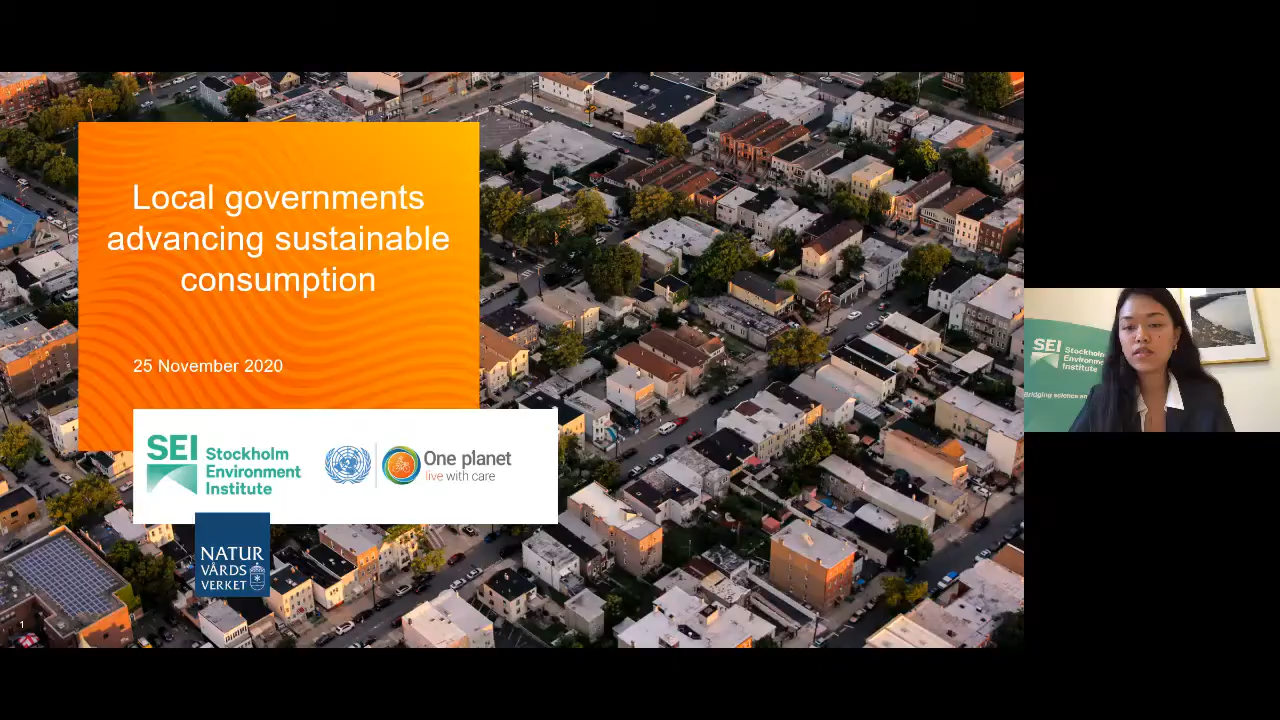 Local governments
advancing sustainable
consumption
25 November 2020
SEI Stockholm
Environment
Institute
One planet
live with care
NATUR
VÅRDS
VERKET
1
SEI Stockholm
Environment
Institute
Bridging science